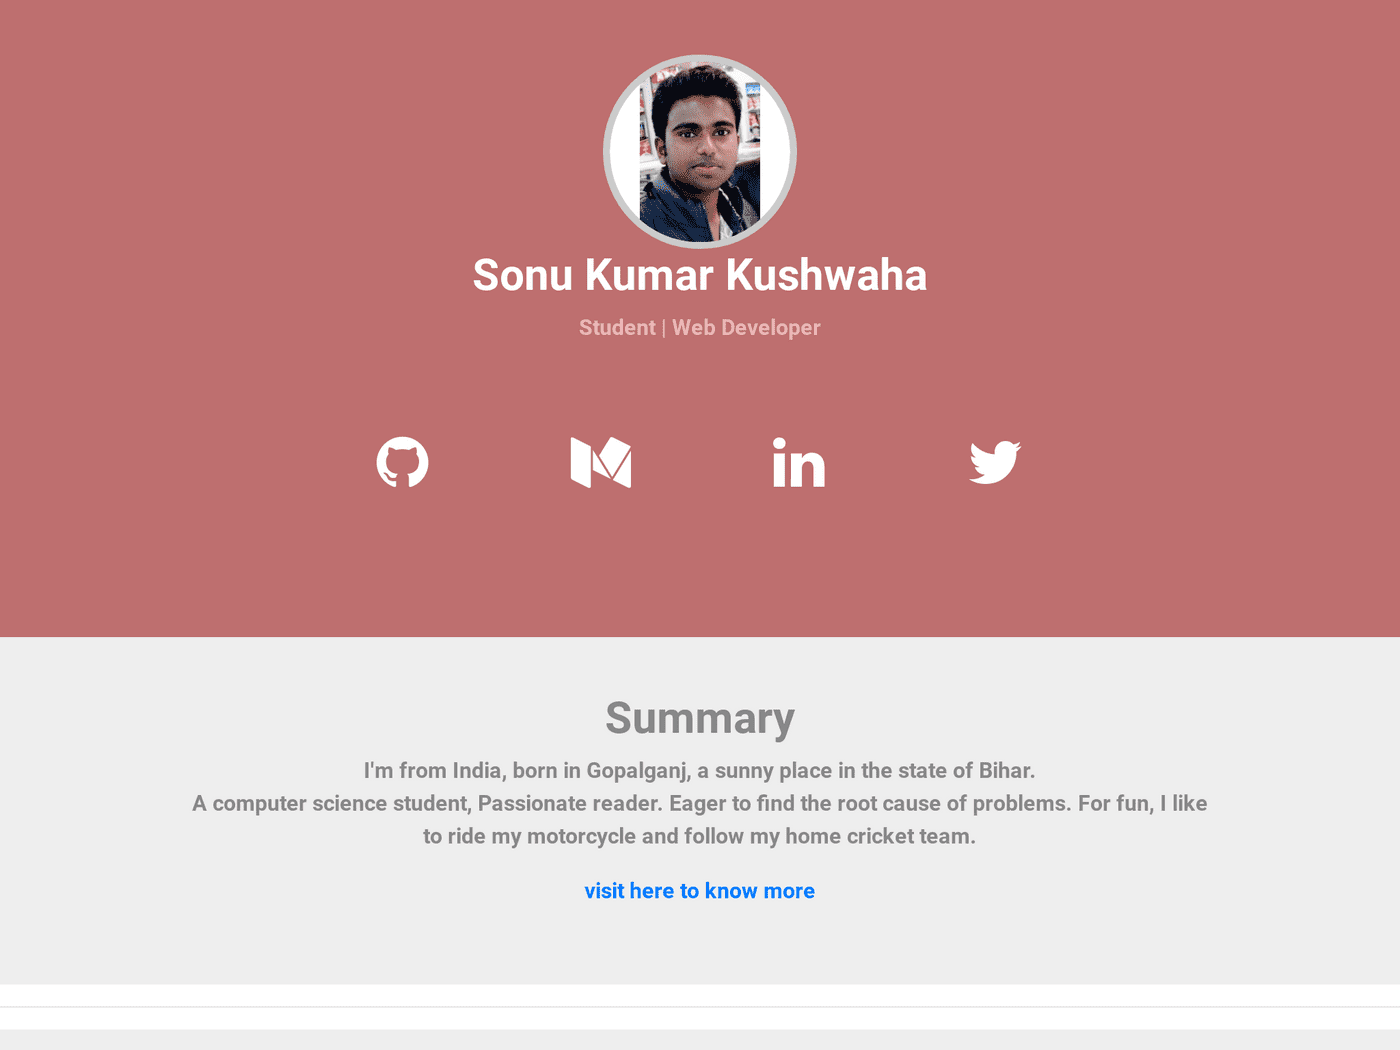 Sonu Kumar Kushwaha
Student | Web Developer
in
Summary
I'm from India, born in Gopalganj, a sunny place in the state of Bihar.
A computer science student, Passionate reader. Eager to find the root cause of problems. For fun, I like
to ride my motorcycle and follow my home cricket team.
visit here to know more